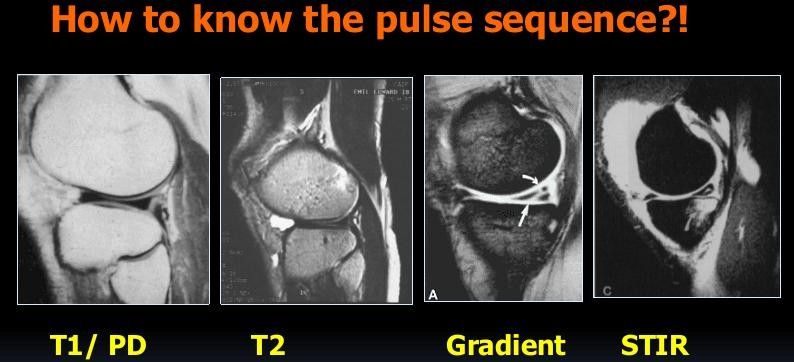 How to know the pulse sequence?!
S
A
C
T1/ PD
T2
Gradient
STIR